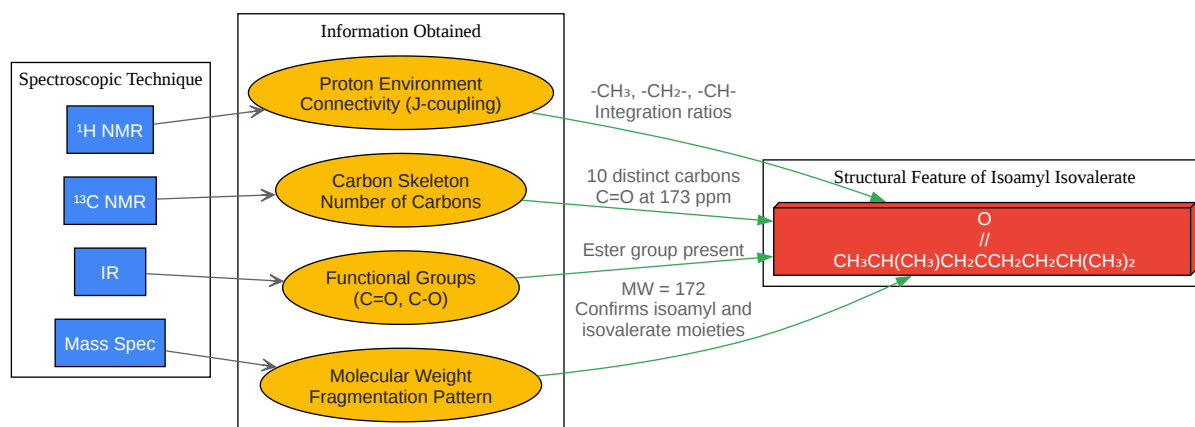 Spectroscopic Technique
¹H NMR
¹³C NMR
IR
Mass Spec
Information Obtained
Proton Environment
Connectivity (J-coupling)
Carbon Skeleton
Number of Carbons
Functional Groups
(C=O, C-O)
Molecular Weight
Fragmentation Pattern
-CH₃, -CH₂-, -CH-
Integration ratios
10 distinct carbons
C=O at 173 ppm
Ester group present
MW = 172
Confirms isoamyl and
isovalerate moieties
Structural Feature of Isoamyl Isovalerate
O
//
CH₃CH(CH₃)CH₂CCH₂CH₂CH(CH₃)₂